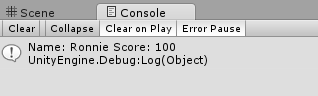 Scene Console
Clear Collapse Clear on Play Error Pause
Name: Ronnie Score: 100
UnityEngine.Debug:Log(Object)